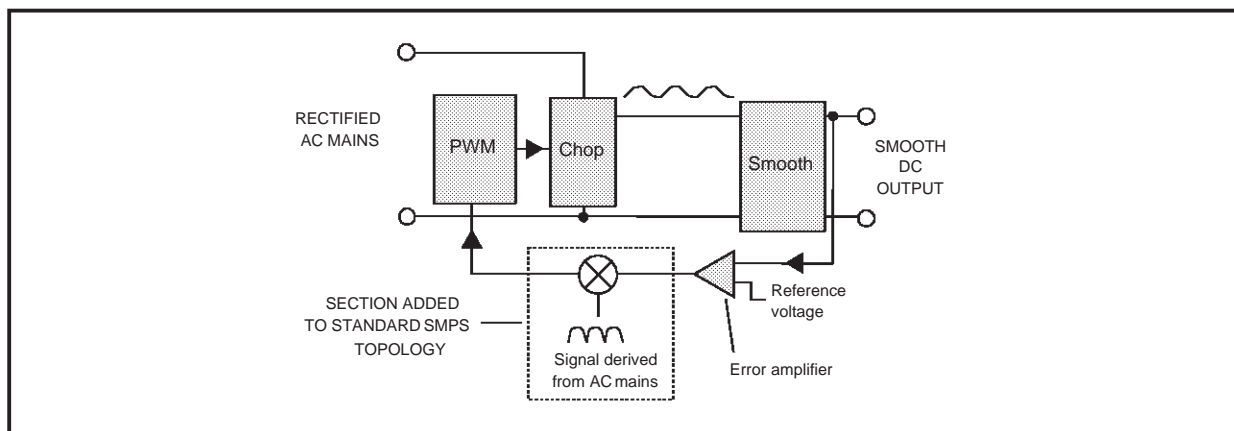 RECTIFIED
AC MAINS
PWM
Chop
Smooth
SMOOTH
DC
OUTPUT
SECTION ADDED
TO STANDARD SMPS
TOPOLOGY
Signal derived
from AC mains
Reference
voltage
Error amplifier